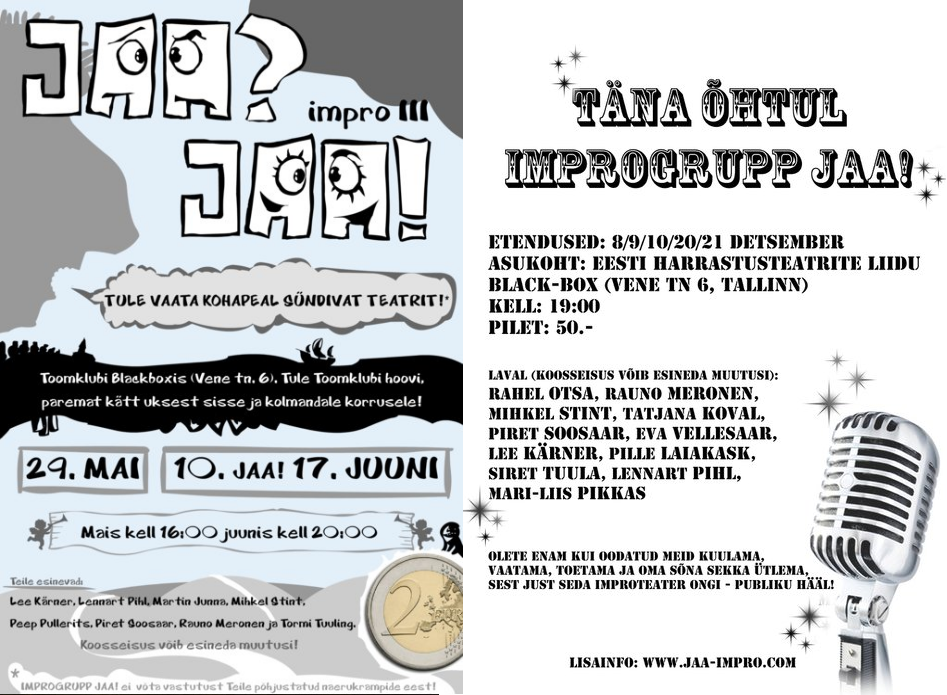 JAA?
impro III
JAA!
TULE VAATA KOHAPEAL SÜNDIVAT TEATRIT!*
Toomklubi Blackboxis (Vene tn. 6). Tule Toomklubi hoovi,
paremat kätt uksest sisse ja kolmandale korrusele!
29. MAI
10. JAA! 17. JUUNI
Mais kell 16:00 juunis kell 20:00
Teile esinevad:
Lee Kärner, Lennart Pihl, Martin Junna, Mihkel Stint,
Peep Pullerits, Piret Soosaar, Rauno Meronen ja Tormi Tuuling.
Koosseisus võib esineda muutusi!
2 EURO
* IMPROGRUPP JAA! ei võta vastutust Teile põhjustatud naerukrampide eest!
TÄNA ÕHTUL
IMPROGRUPP JAA!
ETENDUSED: 8/9/10/20/21 DETSEMBER
ASUKOHT: EESTI HARRASTUSTEATRITE LIIDU
BLACK-BOX (VENE TN 6, TALLINN)
KELL: 19:00
PILET: 50.-
LAVAL (KOOSSEISUS VÕIB ESINEDA MUUTUSI):
RAHEL OTSA, RAUNO MERONEN,
MIHKEL STINT, TATJANA KOVAL,
PIRET SOOSAAR, EVA VELLESAAR,
LEE KÄRNER, PILLE LAIAKASK,
SIRET TUULA, LENNART PIHL,
MARI-LIIS PIKKAS
OLETE ENAM KUI OODATUD MEID KUULAMA,
VAATAMA, TOETAMA JA OMA SÕNA SEKKA ÜTLEMA,
SEST JUST SEDA IMPROTEATER ONGI - PUBLIKU HÄÄL!
LISAINFO: WWW.JAA-IMPRO.COM